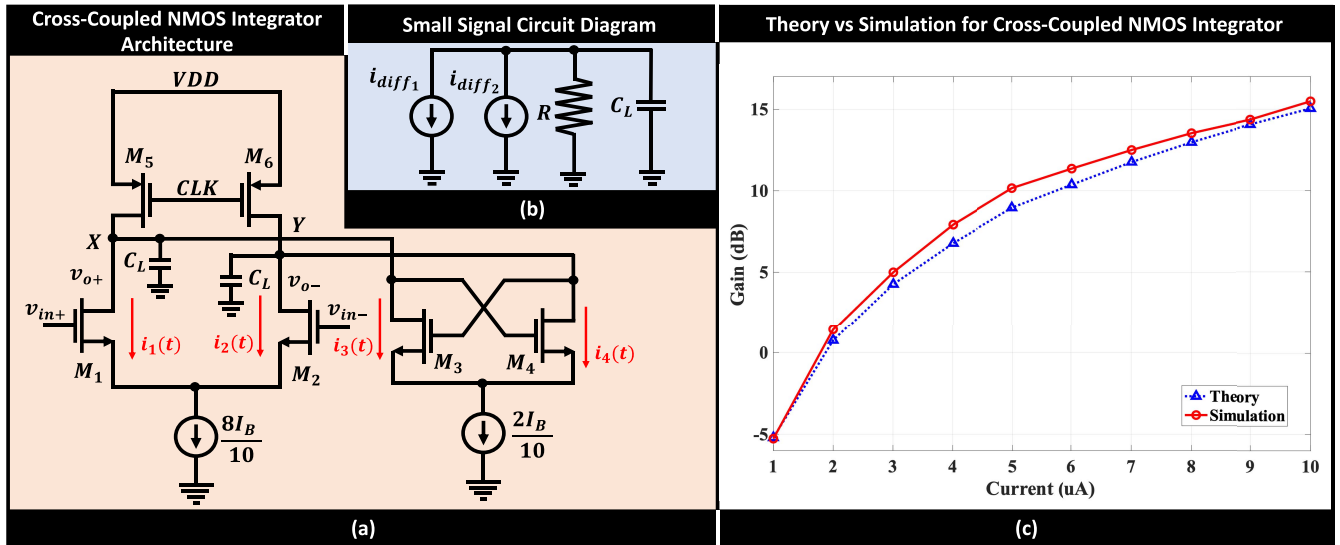 Cross-Coupled NMOS Integrator
Architecture
VDD
M5
M6
CLK
X
Y
CL
CL
vo+
vo−
vin+
vin−
i1(t)
i2(t)
i3(t)
i4(t)
M1
M2
M3
M4
8IB
10
2IB
10
(a)
Small Signal Circuit Diagram
idiff1
idiff2
R
CL
(b)
Theory vs Simulation for Cross-Coupled NMOS Integrator
Gain (dB)
15
10
5
0
-5
1 2 3 4 5 6 7 8 9 10
Current (uA)
Theory
Simulation
(c)